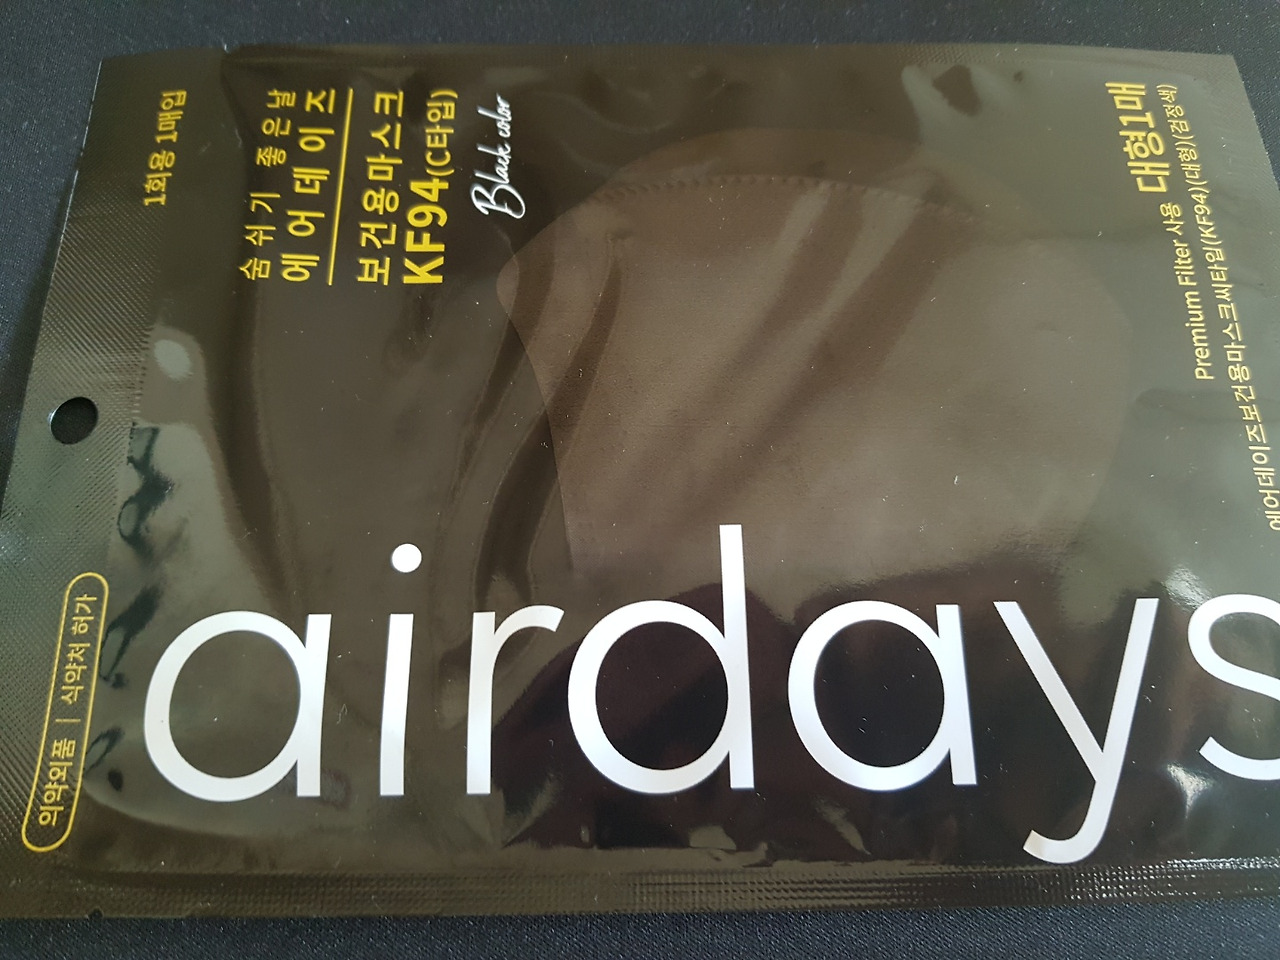 1회용 1매입
숨쉬기 좋은날
에어데이즈
보건용마스크
KF94(C타입)
Black color
대형1매
Premium Filter 사용
에어데이즈보건용마스크씨타입(KF94)(대형)(검정색)
의약외품 | 식약처 허가
airdays